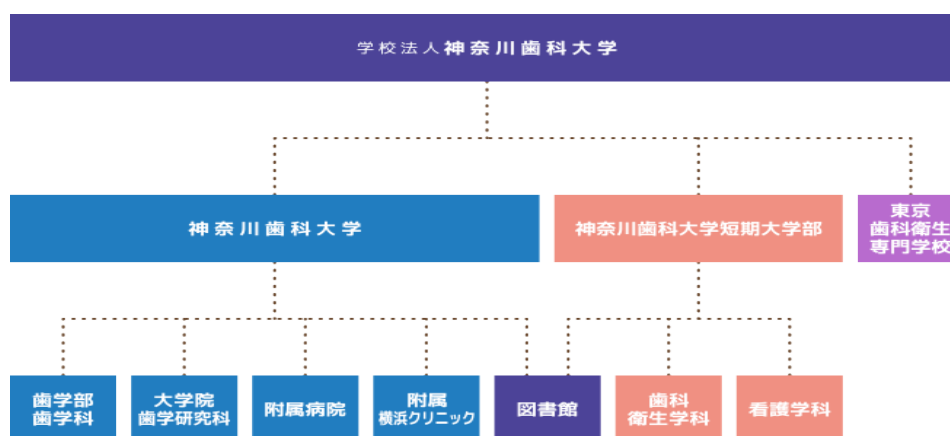 学校法人神奈川歯科大学
神奈川歯科大学
神奈川歯科大学短期大学部
東京
歯科衛生
専門学校
歯学部
歯学科
大学院
歯学研究科
附属病院
附属
横浜クリニック
図書館
歯科
衛生学科
看護学科